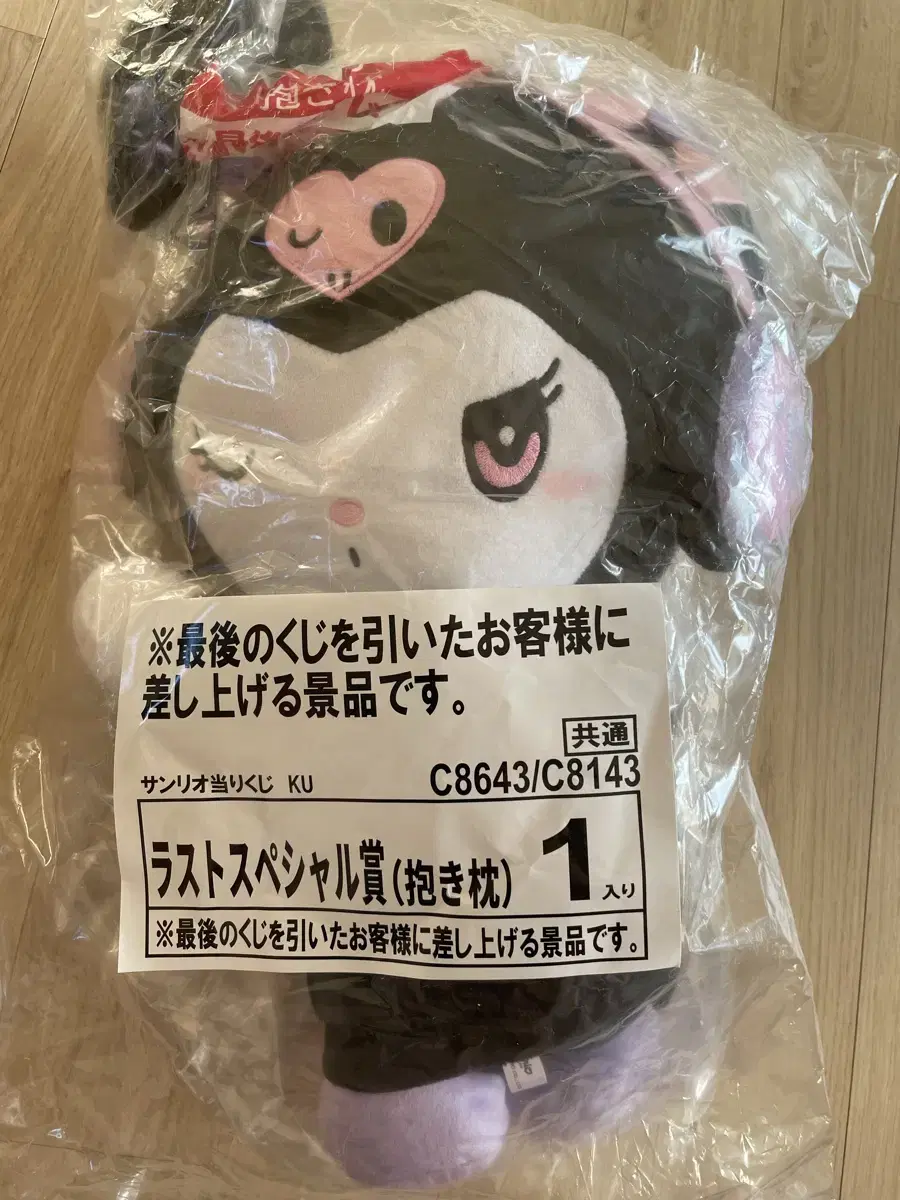 抱き枕
※最後のくじを引いたお客様に
差し上げる景品です。
共通
サンリオ当りくじ KU
C8643/C8143
ラストスペシャル賞(抱き枕)
1
入り
※最後のくじを引いたお客様に差し上げる景品です。